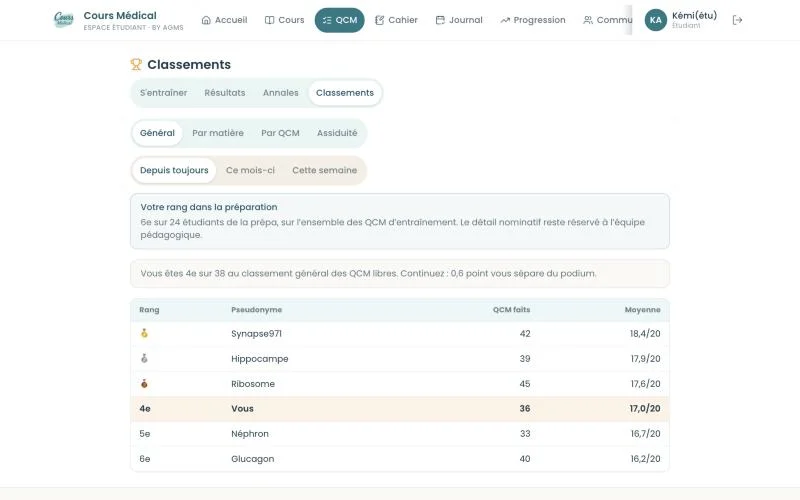 Cours Médical
ESPACE ÉTUDIANT · BY AGMS
Accueil
Cours
QCM
Cahier
Journal
Progression
Commu
KA
Kémi(étu)
Étudiant
Classements
S'entraîner Résultats Annales Classements
Général Par matière Par QCM Assiduité
Depuis toujours Ce mois-ci Cette semaine
Votre rang dans la préparation
6e sur 24 étudiants de la prépa, sur l'ensemble des QCM d'entraînement. Le détail nominatif reste réservé à l'équipe
pédagogique.
Vous êtes 4e sur 38 au classement général des QCM libres. Continuez : 0,6 point vous sépare du podium.
Rang Pseudonyme QCM faits Moyenne
Synapse971 42 18,4/20
Hippocampe 39 17,9/20
Ribosome 45 17,6/20
4e Vous 36 17,0/20
5e Néphron 33 16,7/20
6e Glucagon 40 16,2/20